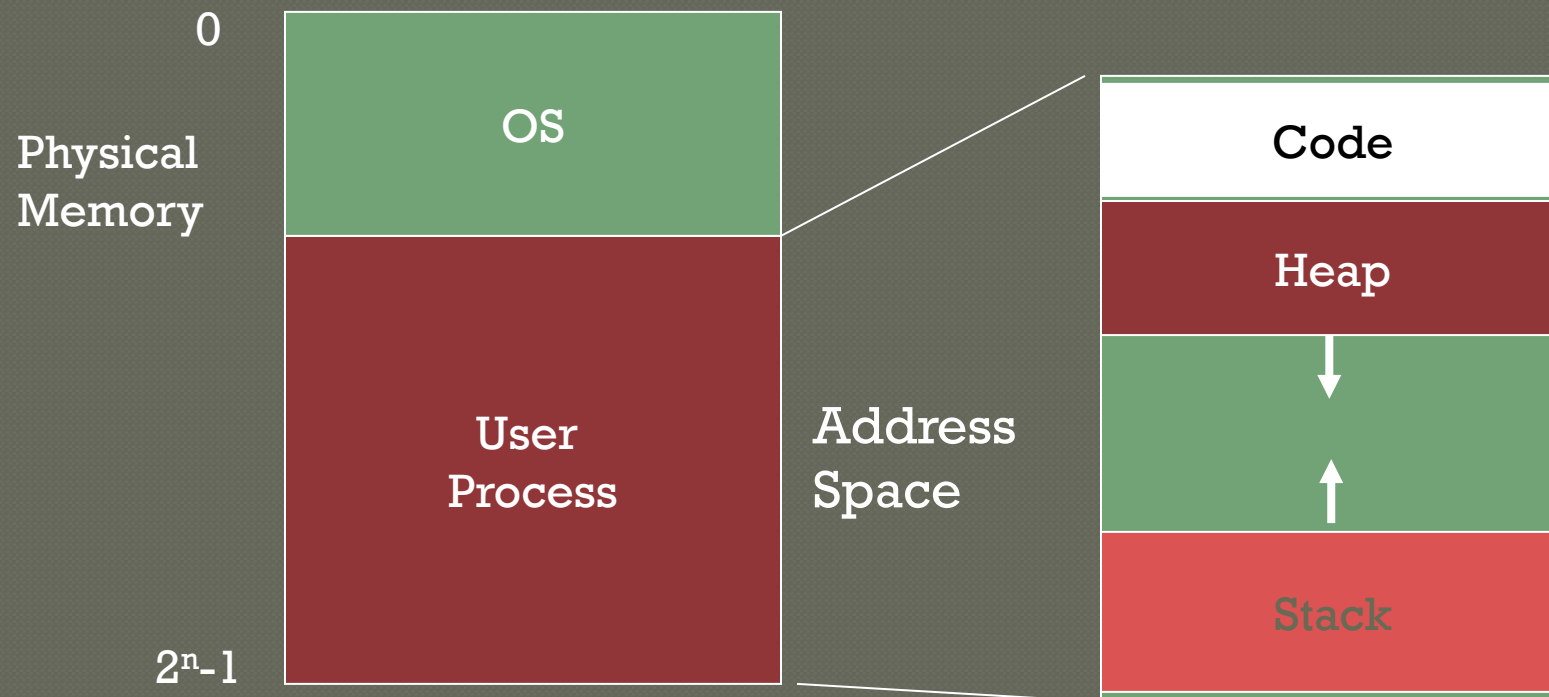 0
OS
Physical
Memory
User
Process
2ⁿ-1
Address
Space
Code
Heap
Stack